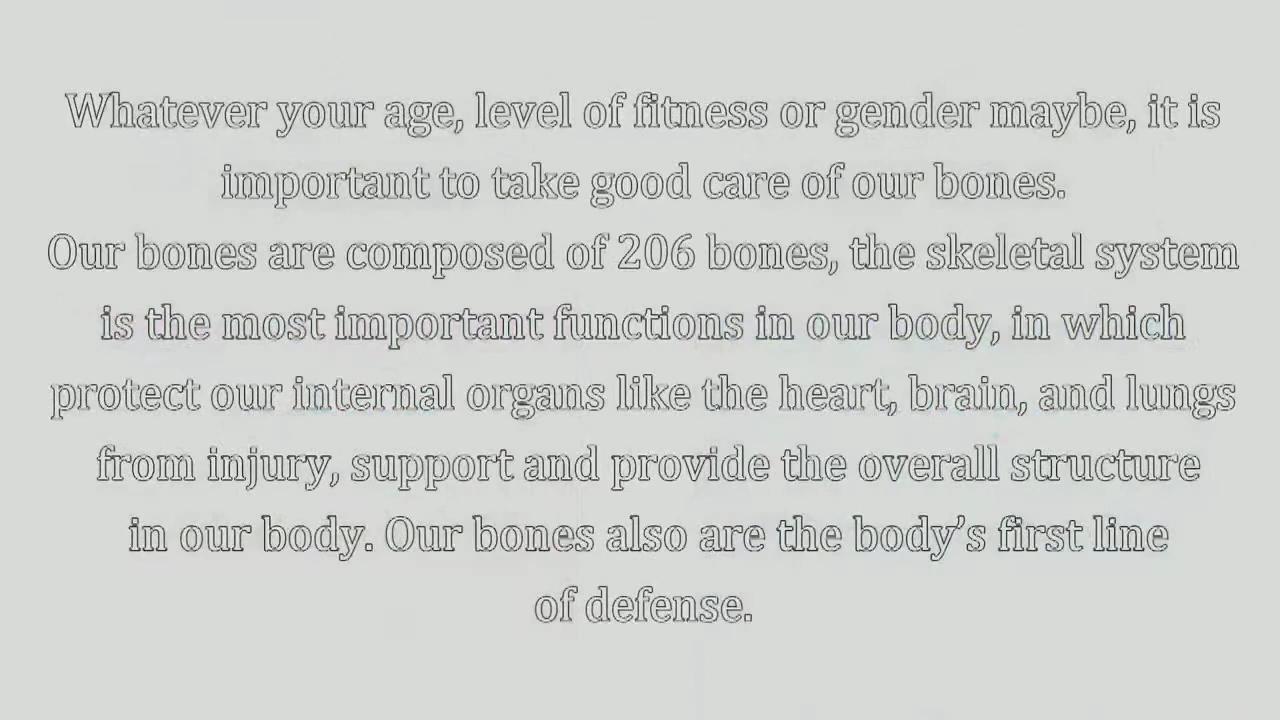 Whatever your age, level of fitness or gender maybe, it is
important to take good care of our bones.
Our bones are composed of 206 bones, the skeletal system
is the most important functions in our body, in which
protect our internal organs like the heart, brain, and lungs
from injury, support and provide the overall structure
in our body. Our bones also are the body’s first line
of defense.